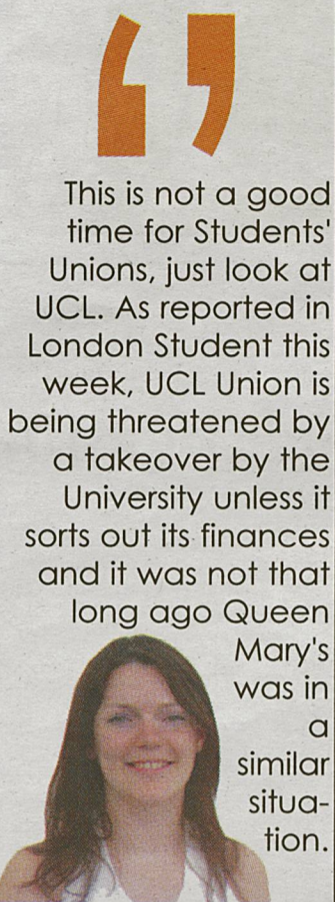 This is not a good
time for Students'
Unions, just look at
UCL. As reported in
London Student this
week, UCL Union is
being threatened by
a takeover by the
University unless it
sorts out its finances
and it was not that
long ago Queen
Mary's
was in
a
similar
situa-
tion.